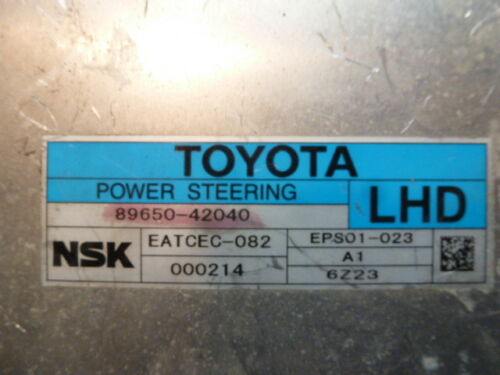 TOYOTA
POWER STEERING
LHD
89650-42040
NSK
EATCEC-082
EPS01-023
A1
000214
6Z23